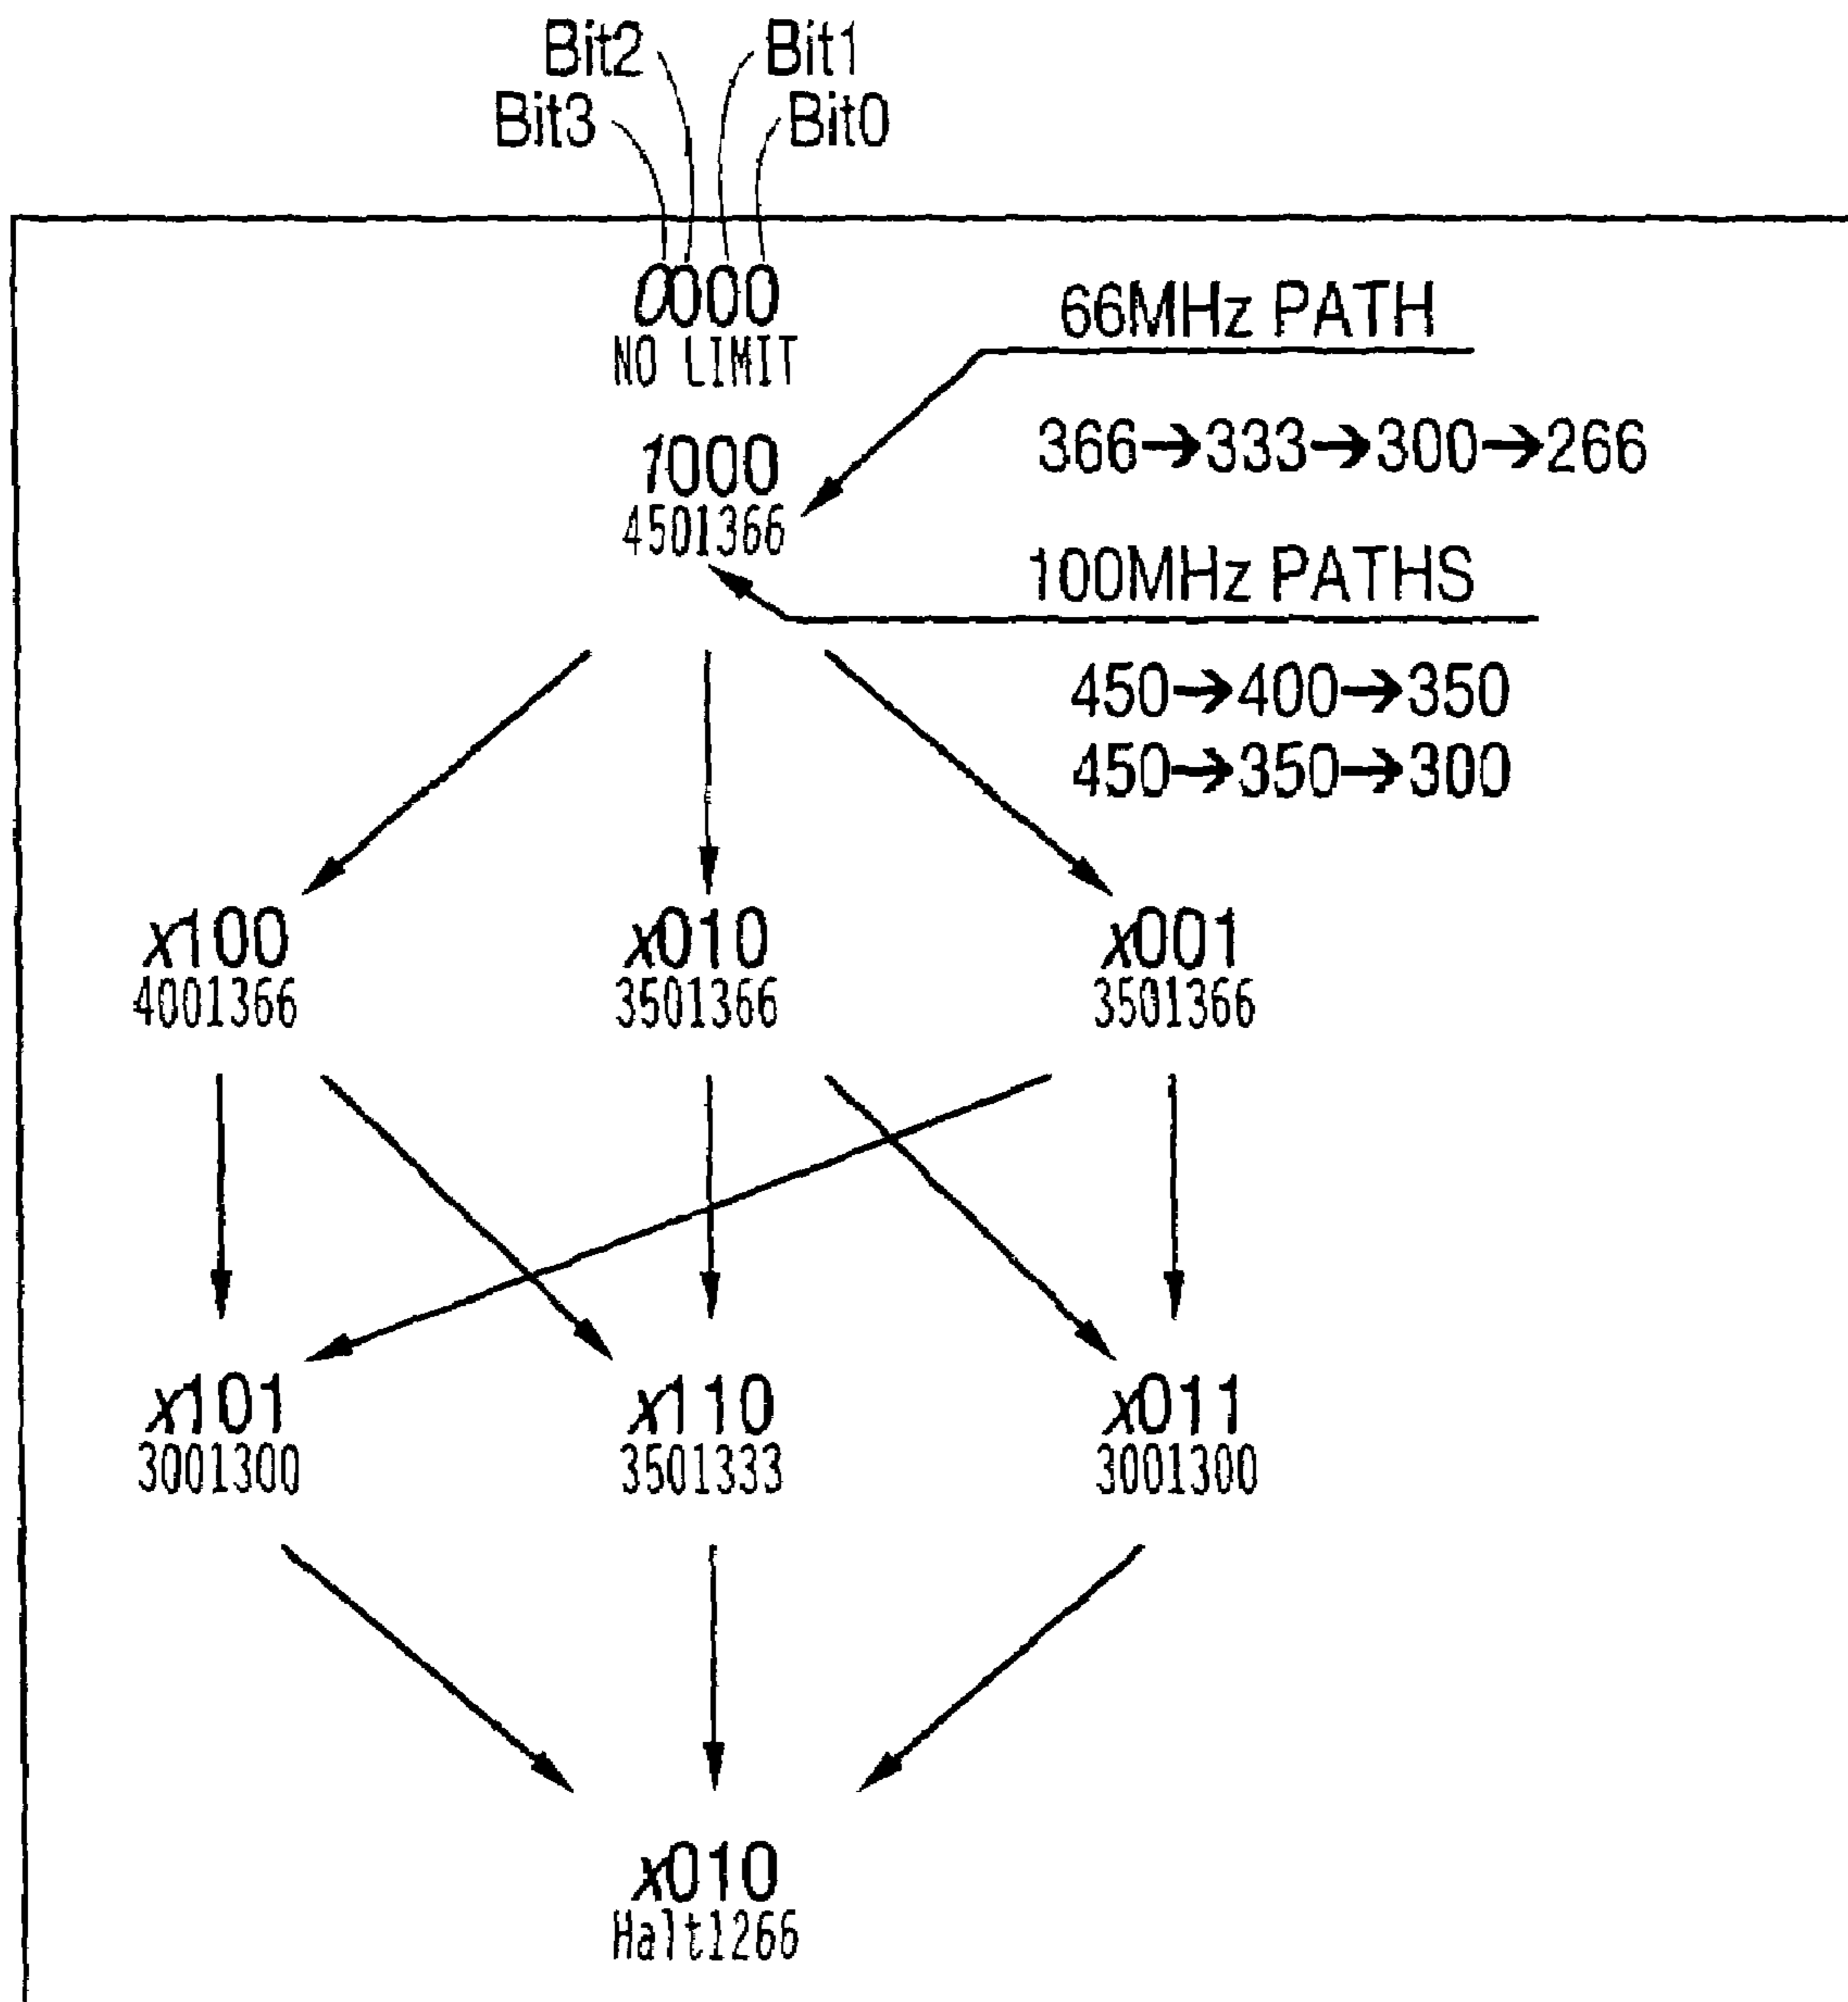 Bit2 Bit1
Bit3 Bit0
0000
NO LIMIT
66MHz PATH
366→333→300→266
1000
4501366
100MHz PATHS
450→400→350
450→350→300
x100 x010 x001
4001366 3501366 3501366
x101 x110 x011
3001300 3501333 3001300
x010
Halt1266